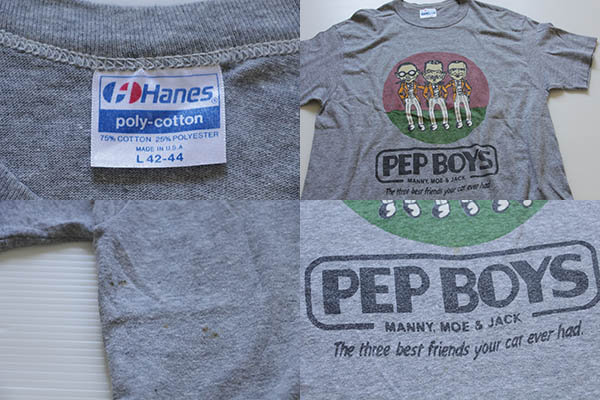 Hanes
poly-cotton
75% COTTON 25% POLYESTER
MADE IN U.S.A
L 42-44
PEP BOYS
MANNY, MOE & JACK
The three best friends your car ever had.
PEP BOYS
MANNY, MOE & JACK
The three best friends your car ever had.